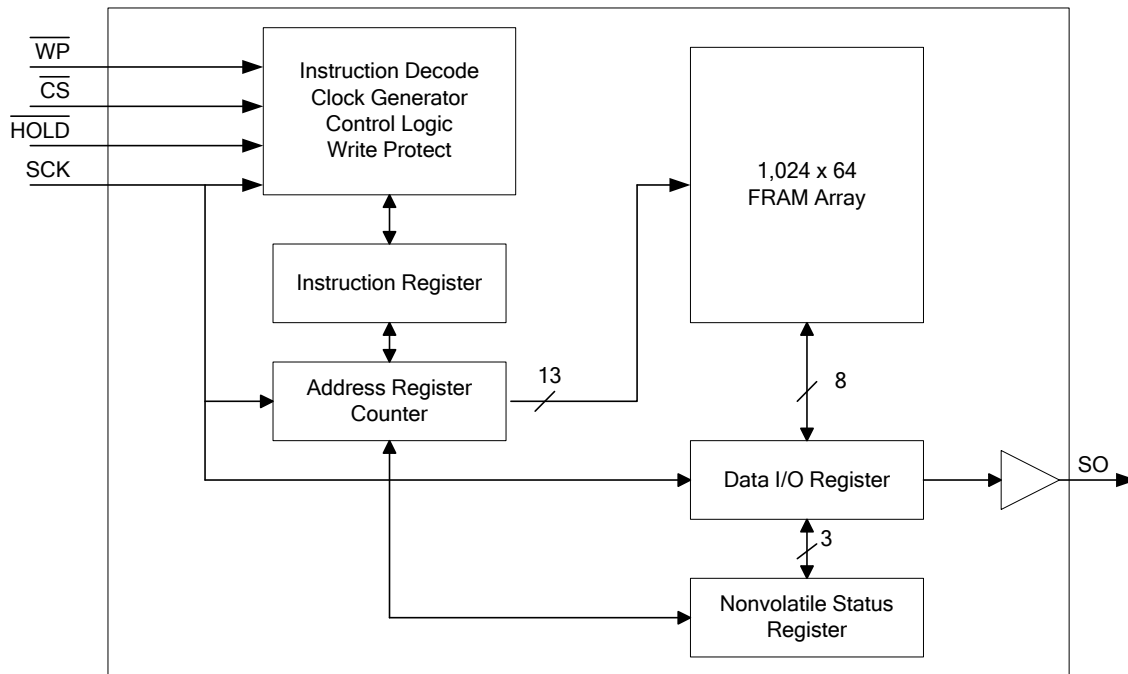 WP
CS
HOLD
SCK
Instruction Decode
Clock Generator
Control Logic
Write Protect
1,024 x 64
FRAM Array
Instruction Register
Address Register
Counter
13
8
Data I/O Register
SO
3
Nonvolatile Status
Register